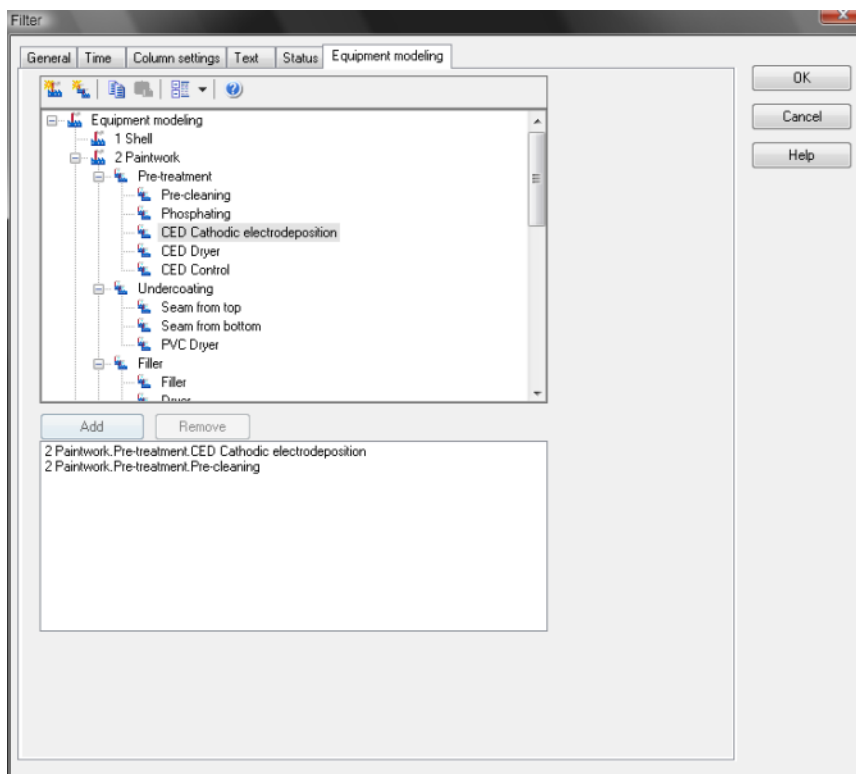 Filter
General Time Column settings Text Status Equipment modeling
OK
Cancel
Help
Equipment modeling
1 Shell
2 Paintwork
Pre-treatment
Pre-cleaning
Phosphating
CED Cathodic electrodeposition
CED Dryer
CED Control
Undercoating
Seam from top
Seam from bottom
PVC Dryer
Filler
Filler
Dryer
Add Remove
2 Paintwork.Pre-treatment.CED Cathodic electrodeposition
2 Paintwork.Pre-treatment.Pre-cleaning